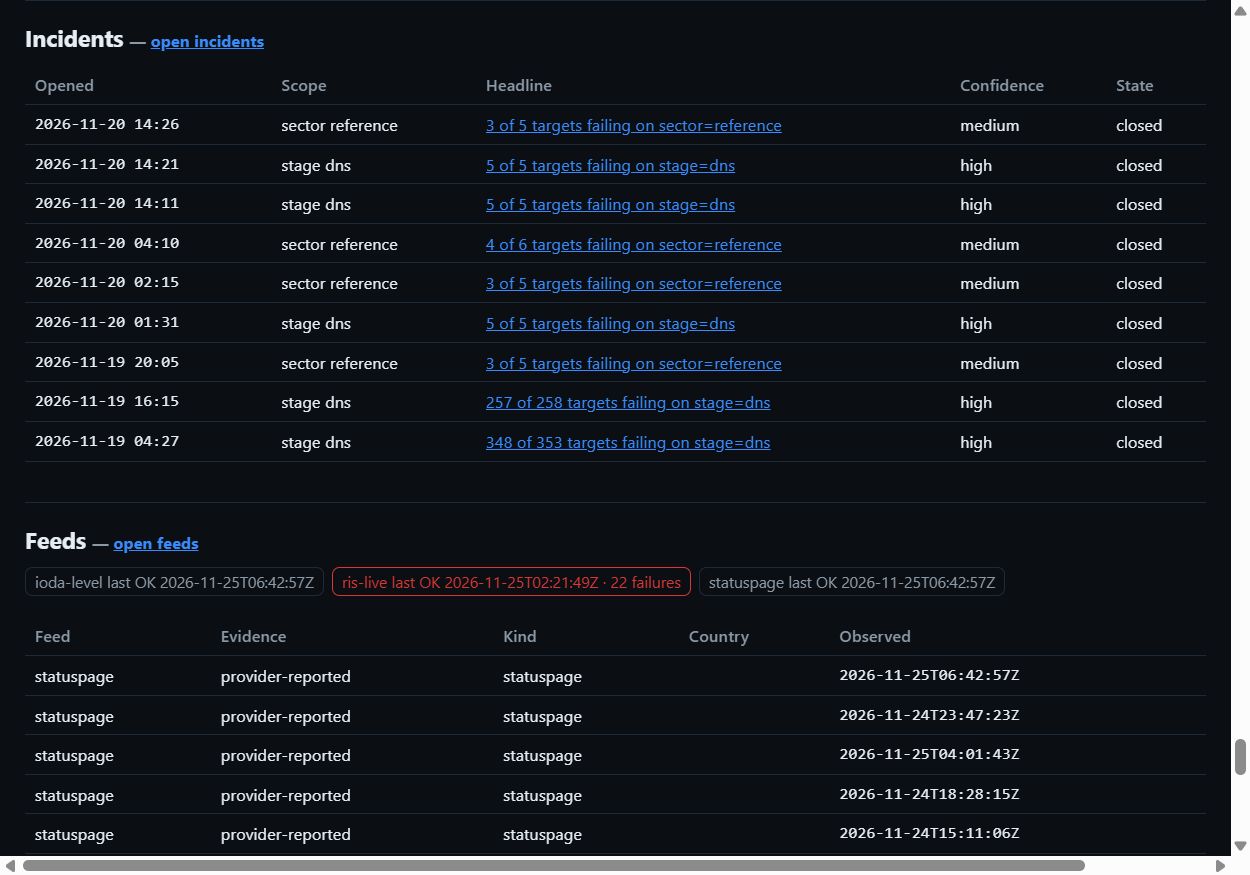 Incidents — open incidents
Opened Scope Headline Confidence State
2026-11-20 14:26 sector reference 3 of 5 targets failing on sector=reference medium closed
2026-11-20 14:21 stage dns 5 of 5 targets failing on stage=dns high closed
2026-11-20 14:11 stage dns 5 of 5 targets failing on stage=dns high closed
2026-11-20 04:10 sector reference 4 of 6 targets failing on sector=reference medium closed
2026-11-20 02:15 sector reference 3 of 5 targets failing on sector=reference medium closed
2026-11-20 01:31 stage dns 5 of 5 targets failing on stage=dns high closed
2026-11-19 20:05 sector reference 3 of 5 targets failing on sector=reference medium closed
2026-11-19 16:15 stage dns 257 of 258 targets failing on stage=dns high closed
2026-11-19 04:27 stage dns 348 of 353 targets failing on stage=dns high closed
Feeds — open feeds
ioda-level last OK 2026-11-25T06:42:57Z ris-live last OK 2026-11-25T02:21:49Z · 22 failures statuspage last OK 2026-11-25T06:42:57Z
Feed Evidence Kind Country Observed
statuspage provider-reported statuspage 2026-11-25T06:42:57Z
statuspage provider-reported statuspage 2026-11-24T23:47:23Z
statuspage provider-reported statuspage 2026-11-25T04:01:43Z
statuspage provider-reported statuspage 2026-11-24T18:28:15Z
statuspage provider-reported statuspage 2026-11-24T15:11:06Z